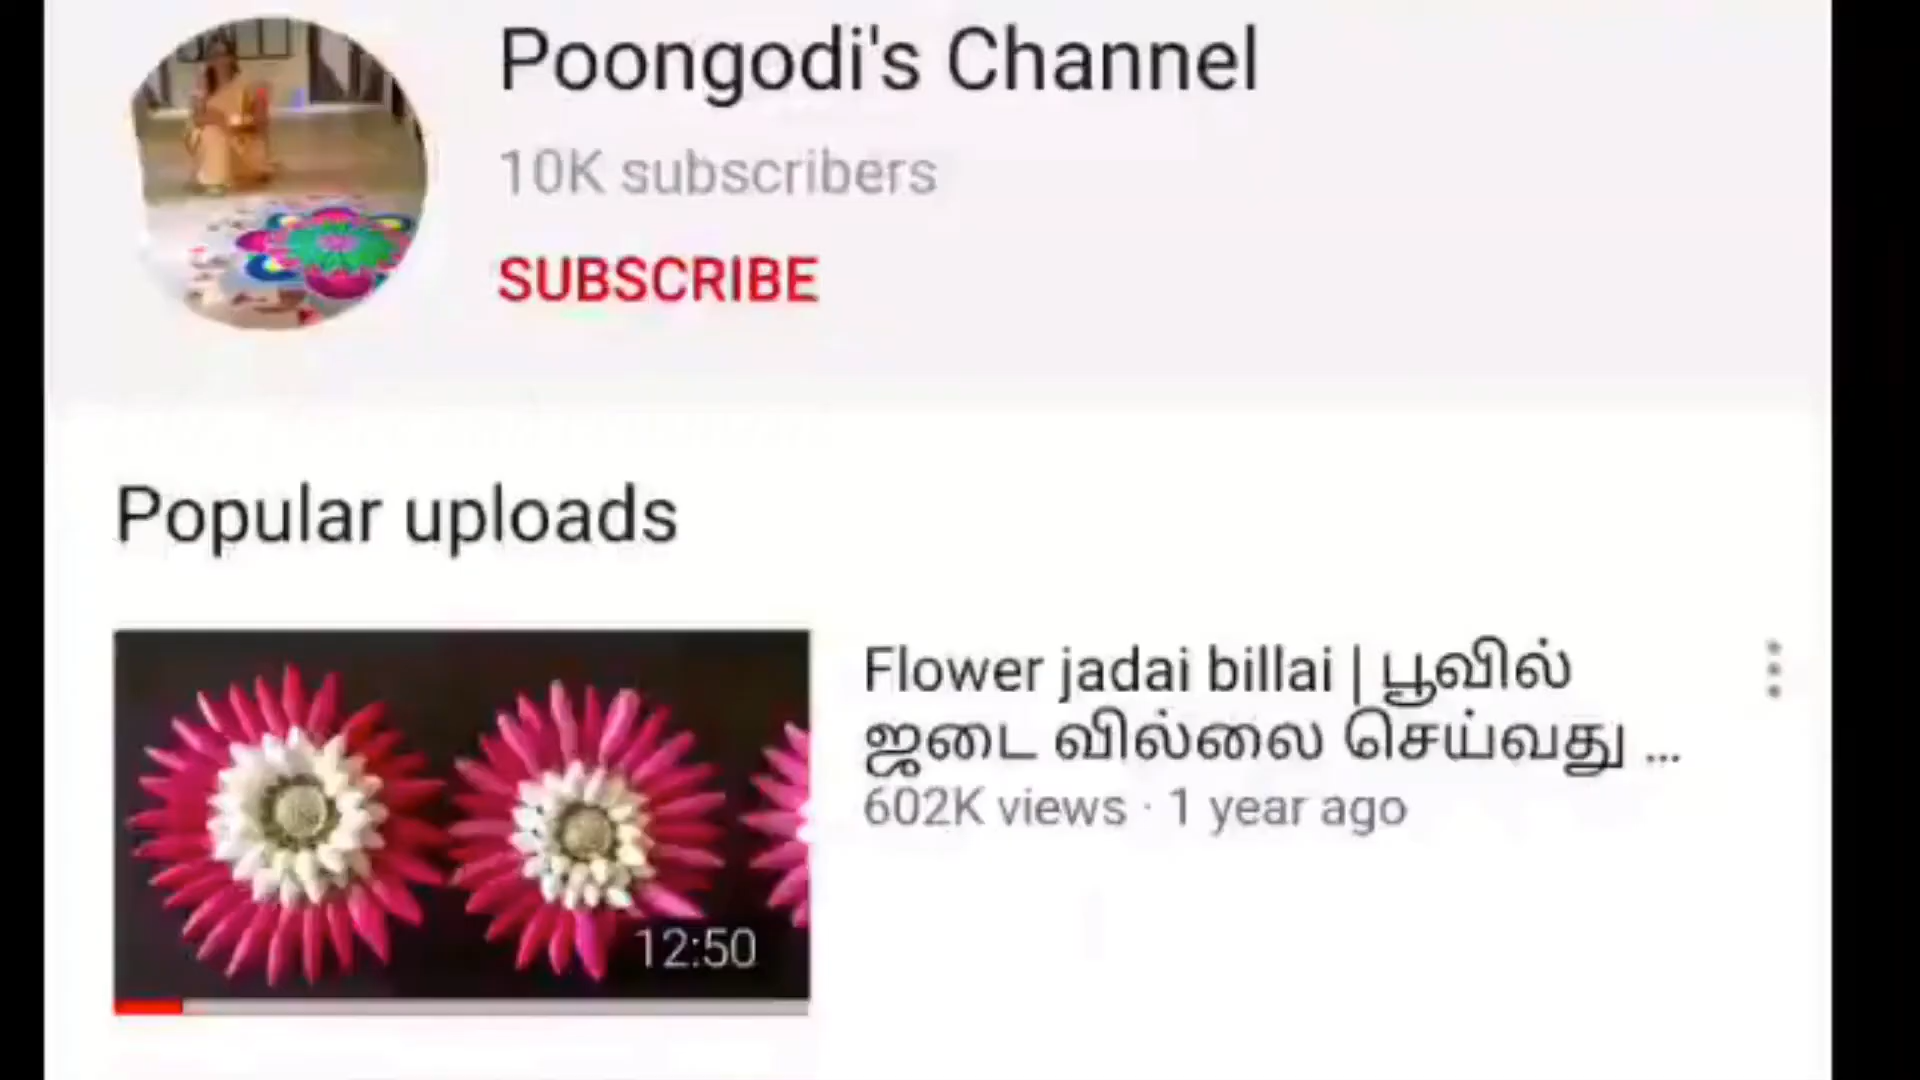 Poongodi's Channel
10K subscribers
SUBSCRIBE
Popular uploads
12:50
Flower jadai billai | பூவில்
ஜடை வில்லை செய்வது ...
602K views · 1 year ago